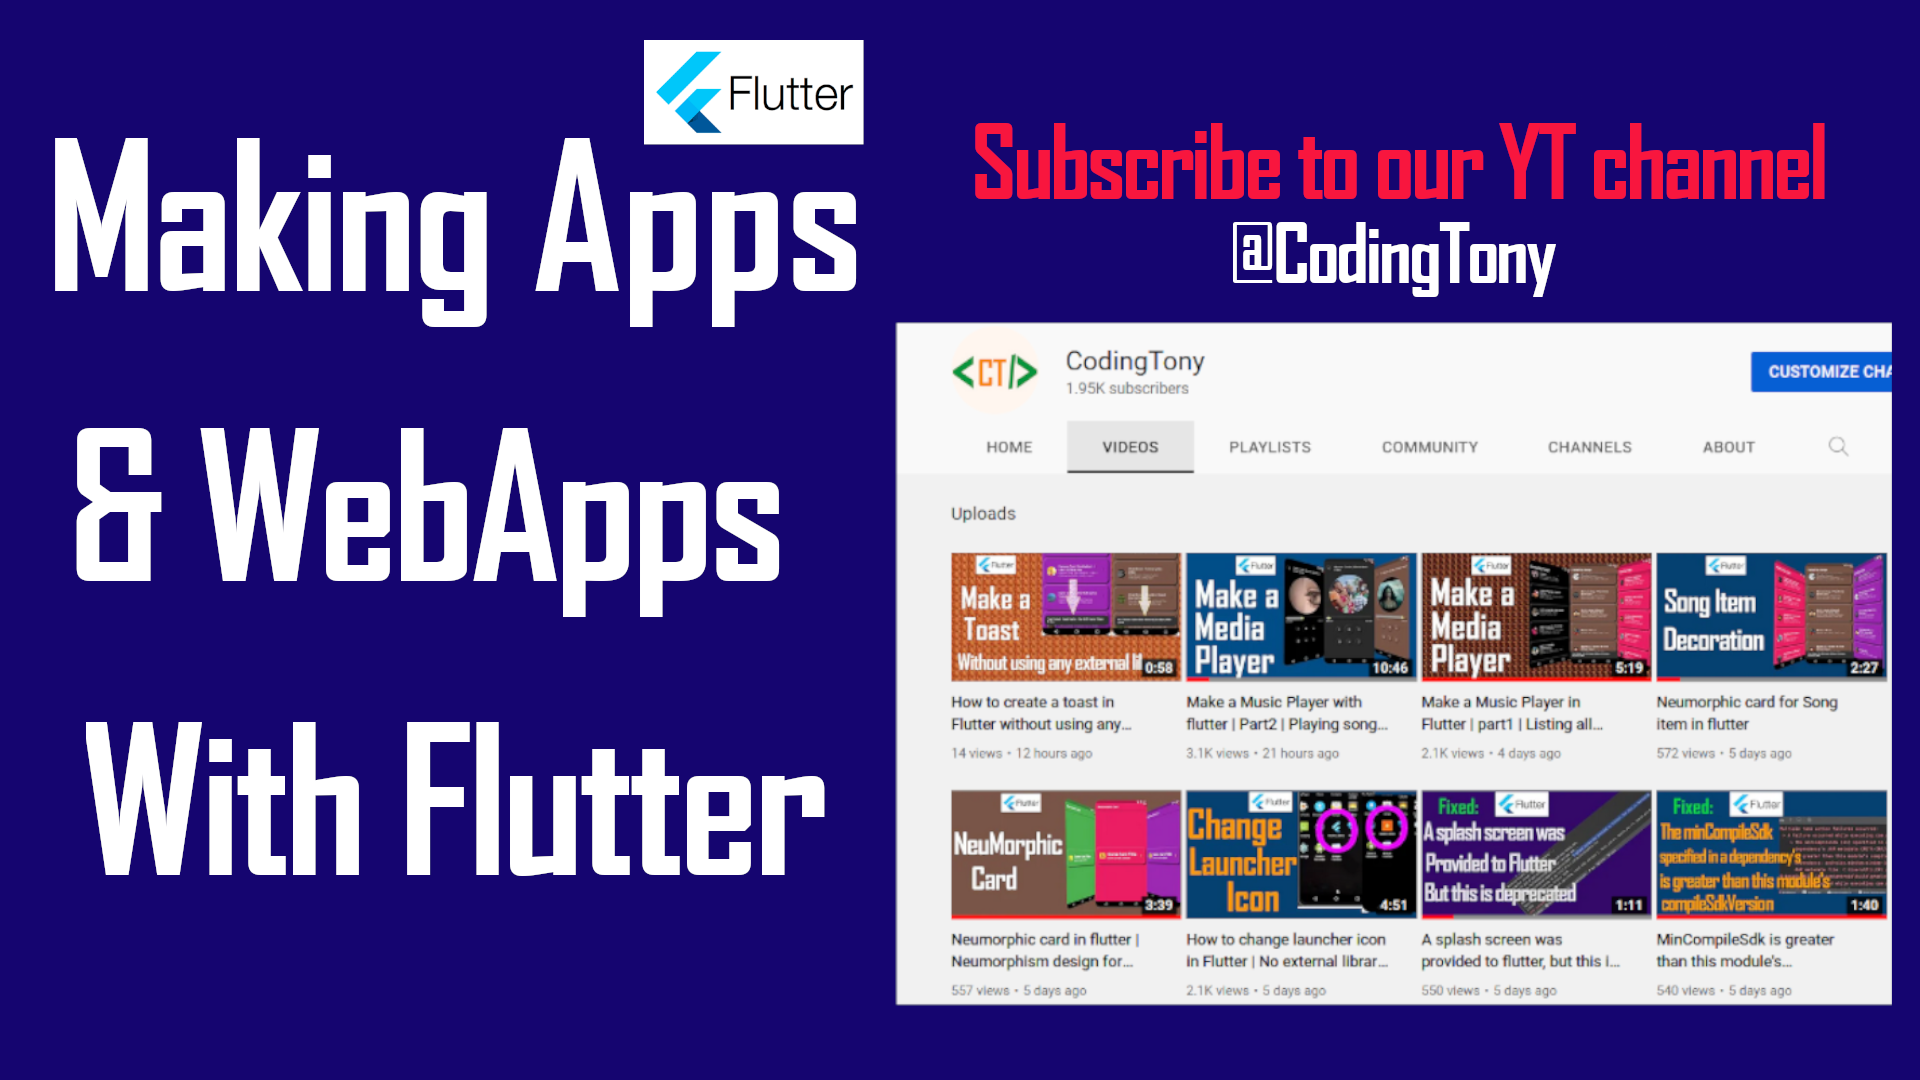 Flutter
Making Apps
& WebApps
With Flutter
Subscribe to our YT channel
@CodingTony
<CT/>
CodingTony
1.95K subscribers
CUSTOMIZE CHA
HOME VIDEOS PLAYLISTS COMMUNITY CHANNELS ABOUT
Uploads
Flutter
Make a
Toast
Without using any external li
0:58
Flutter
Make a
Media
Player
10:46
Flutter
Make a
Media
Player
5:19
Flutter
Song Item
Decoration
2:27
How to create a toast in
Flutter without using any...
14 views • 12 hours ago
Make a Music Player with
flutter | Part2 | Playing song...
3.1K views • 21 hours ago
Make a Music Player in
Flutter | part1 | Listing all...
2.1K views • 4 days ago
Neumorphic card for Song
item in flutter
572 views • 5 days ago
Flutter
NeuMorphic
Card
3:39
Flutter
Change
Launcher
Icon
4:51
Fixed: Flutter
A splash screen was
Provided to Flutter
But this is deprecated
1:11
Fixed: Flutter
The minCompileSdk
specified in a dependency's
is greater than this module's
compileSdkVersion
1:40
Neumorphic card in flutter |
Neumorphism design for...
557 views • 5 days ago
How to change launcher icon
in Flutter | No external librar...
2.1K views • 5 days ago
A splash screen was
provided to flutter, but this i...
550 views • 5 days ago
MinCompileSdk is greater
than this module's...
540 views • 5 days ago